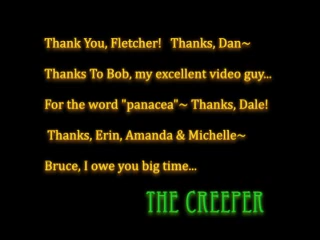 Thank You, Fletcher! Thanks, Dan~
Thanks To Bob, my excellent video guy...
For the word "panacea"~ Thanks, Dale!
Thanks, Erin, Amanda & Michelle~
Bruce, I owe you big time...
THE CREEPER